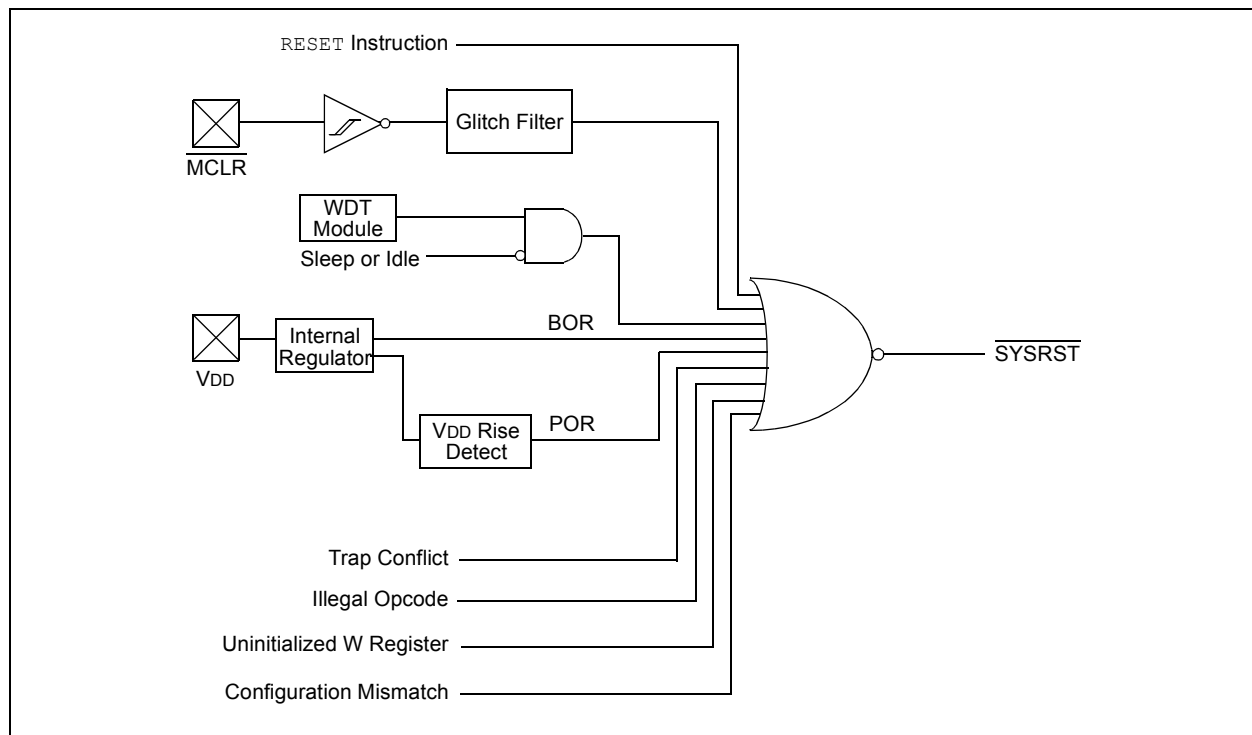 RESET Instruction
Glitch Filter
MCLR
WDT
Module
Sleep or Idle
BOR
Internal
Regulator
VDD
SYSRST
POR
VDD Rise
Detect
Trap Conflict
Illegal Opcode
Uninitialized W Register
Configuration Mismatch